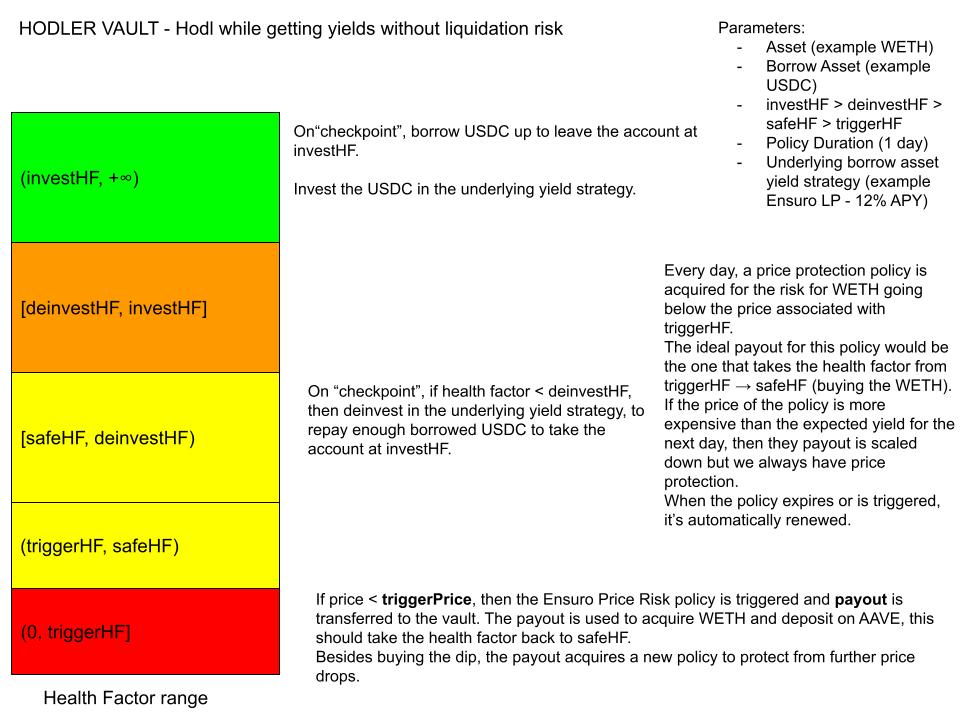 HODLER VAULT - Hodl while getting yields without liquidation risk
Parameters:
- Asset (example WETH)
- Borrow Asset (example
USDC)
- investHF > deinvestHF >
safeHF > triggerHF
- Policy Duration (1 day)
- Underlying borrow asset
yield strategy (example
Ensuro LP - 12% APY)
(investHF, +∞)
On“checkpoint”, borrow USDC up to leave the account at
investHF.
Invest the USDC in the underlying yield strategy.
[deinvestHF, investHF]
Every day, a price protection policy is
acquired for the risk for WETH going
below the price associated with
triggerHF.
The ideal payout for this policy would be
the one that takes the health factor from
triggerHF → safeHF (buying the WETH).
If the price of the policy is more
expensive than the expected yield for the
next day, then they payout is scaled
down but we always have price
protection.
When the policy expires or is triggered,
it’s automatically renewed.
[safeHF, deinvestHF)
On “checkpoint”, if health factor < deinvestHF,
then deinvest in the underlying yield strategy, to
repay enough borrowed USDC to take the
account at investHF.
(triggerHF, safeHF)
(0, triggerHF]
If price < triggerPrice, then the Ensuro Price Risk policy is triggered and payout is
transferred to the vault. The payout is used to acquire WETH and deposit on AAVE, this
should take the health factor back to safeHF.
Besides buying the dip, the payout acquires a new policy to protect from further price
drops.
Health Factor range